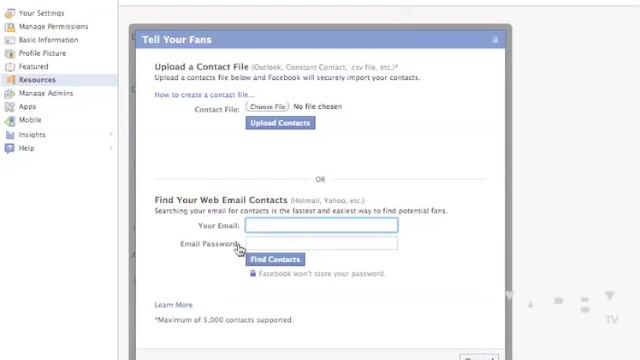 Your Settings
Manage Permissions
Basic Information
Profile Picture
Featured
Resources
Manage Admins
Apps
Mobile
Insights
Help
Tell Your Fans
Upload a Contact File (Outlook, Constant Contact, .csv file, etc.)*
Upload a contacts file below and Facebook will securely import your contacts.
How to create a contact file...
Contact File: Choose File No file chosen
Upload Contacts
OR
Find Your Web Email Contacts (Hotmail, Yahoo, etc.)
Searching your email for contacts is the fastest and easiest way to find potential fans.
Your Email:
Email Password:
Find Contacts
Facebook won't store your password.
Learn More
*Maximum of 5,000 contacts supported.
TV